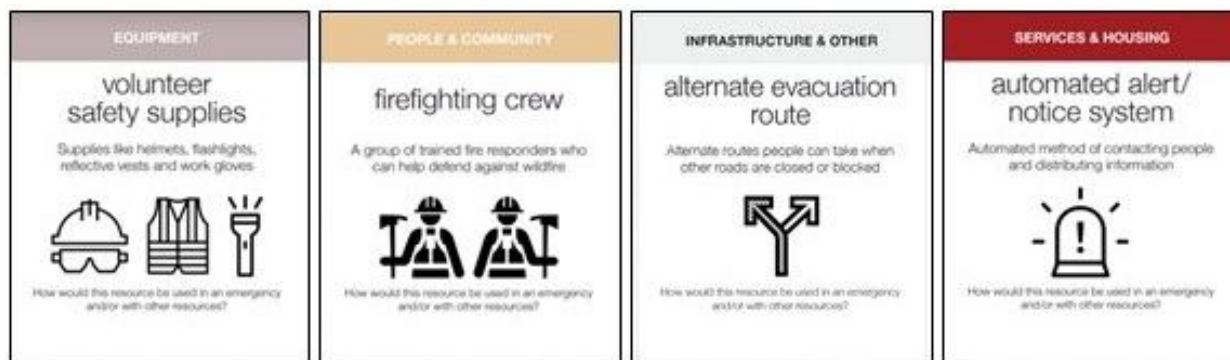 EQUIPMENT
volunteer
safety supplies
Supplies like helmets, flashlights,
reflective vests and work gloves
How would this resource be used in an emergency
and/or with other resources?
PEOPLE & COMMUNITY
firefighting crew
A group of trained fire responders who
can help defend against wildfire
How would this resource be used in an emergency
and/or with other resources?
INFRASTRUCTURE & OTHER
alternate evacuation
route
Alternate routes people can take when
other roads are closed or blocked
How would this resource be used in an emergency
and/or with other resources?
SERVICES & HOUSING
automated alert/
notice system
Automated method of contacting people
and distributing information
!
How would this resource be used in an emergency
and/or with other resources?